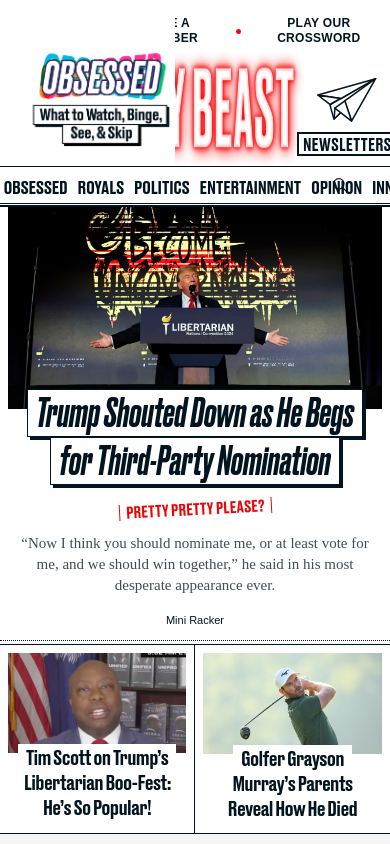 E A
BER
PLAY OUR
CROSSWORD
OBSESSED
What to Watch, Binge,
See, & Skip
Y BEAST
NEWSLETTERS
OBSESSED ROYALS POLITICS ENTERTAINMENT OPINION INN
BECOME
UNGOVERNABLE
LIBERTARIAN
National Convention 2024
Trump Shouted Down as He Begs
for Third-Party Nomination
PRETTY PRETTY PLEASE?
“Now I think you should nominate me, or at least vote for
me, and we should win together,” he said in his most
desperate appearance ever.
Mini Racker
Tim Scott on Trump’s
Libertarian Boo-Fest:
He’s So Popular!
Golfer Grayson
Murray’s Parents
Reveal How He Died